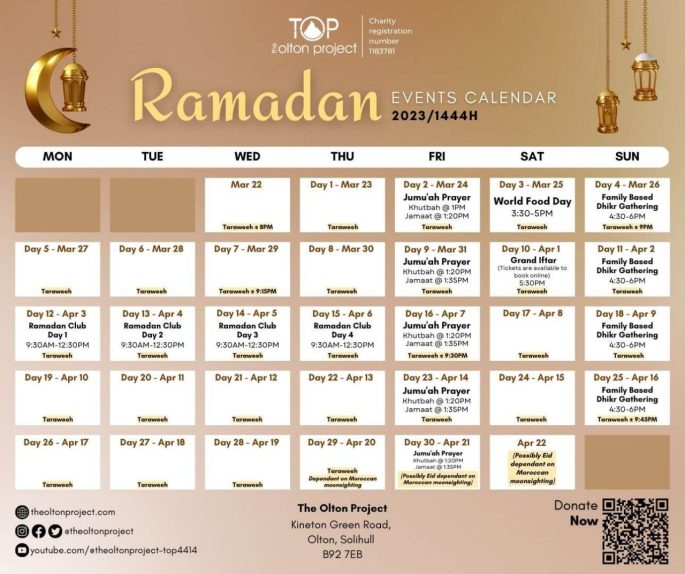 TOP
the olton project
Charity
registration
number
1183781
Ramadan
EVENTS CALENDAR
2023/1444H
MON TUE WED THU FRI SAT SUN
Mar 22
Taraweeh @ 8PM
Day 1 - Mar 23
Taraweeh
Day 2 - Mar 24
Jumu'ah Prayer
Khutbah @ 1PM
Jamaat @ 1:20PM
Taraweeh
Day 3 - Mar 25
World Food Day
3:30-5PM
Taraweeh
Day 4 - Mar 26
Family Based
Dhikr Gathering
4:30-6PM
Taraweeh @ 9PM
Day 5 - Mar 27
Taraweeh
Day 6 - Mar 28
Taraweeh
Day 7 - Mar 29
Taraweeh @ 9:15PM
Day 8 - Mar 30
Taraweeh
Day 9 - Mar 31
Jumu'ah Prayer
Khutbah @ 1:20PM
Jamaat @ 1:35PM
Taraweeh
Day 10 - Apr 1
Grand Iftar
(Tickets are available to
book online)
5:30PM
Taraweeh
Day 11 - Apr 2
Family Based
Dhikr Gathering
4:30-6PM
Taraweeh
Day 12 - Apr 3
Ramadan Club
Day 1
9:30AM-12:30PM
Taraweeh
Day 13 - Apr 4
Ramadan Club
Day 2
9:30AM-12:30PM
Taraweeh
Day 14 - Apr 5
Ramadan Club
Day 3
9:30AM-12:30PM
Taraweeh
Day 15 - Apr 6
Ramadan Club
Day 4
9:30AM-12:30PM
Taraweeh
Day 16 - Apr 7
Jumu'ah Prayer
Khutbah @ 1:20PM
Jamaat @ 1:35PM
Taraweeh @ 9:30PM
Day 17 - Apr 8
Taraweeh
Day 18 - Apr 9
Family Based
Dhikr Gathering
4:30-6PM
Taraweeh
Day 19 - Apr 10
Taraweeh
Day 20 - Apr 11
Taraweeh
Day 21 - Apr 12
Taraweeh
Day 22 - Apr 13
Taraweeh
Day 23 - Apr 14
Jumu'ah Prayer
Khutbah @ 1:20PM
Jamaat @ 1:35PM
Taraweeh
Day 24 - Apr 15
Taraweeh
Day 25 - Apr 16
Family Based
Dhikr Gathering
4:30-6PM
Taraweeh @ 9:45PM
Day 26 - Apr 17
Taraweeh
Day 27 - Apr 18
Taraweeh
Day 28 - Apr 19
Taraweeh
Day 29 - Apr 20
Taraweeh
Dependant on Moroccan
moonsighting
Day 30 - Apr 21
Jumu'ah Prayer
Khutbah @ 1:20PM
Jamaat @ 1:35PM
(Possibly Eid dependant on
Moroccan moonsighting)
Apr 22
(Possibly Eid
dependant on
Moroccan
moonsighting)
theoltonproject.com
@theoltonproject
youtube.com/@theoltonproject-top4414
The Olton Project
Kineton Green Road,
Olton, Solihull
B92 7EB
Donate
Now